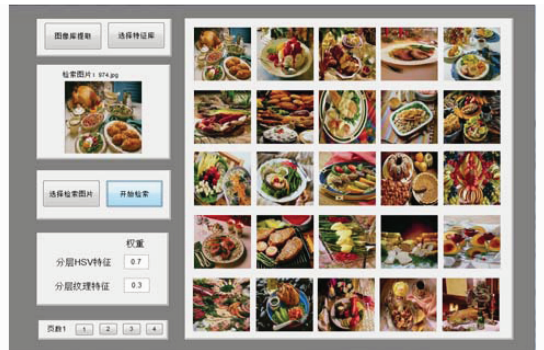 图像库提取 选择特征库
检索图片：974.jpg
选择检索图片 开始检索
权重
分层HSV特征 0.7
分层纹理特征 0.3
页数1 1 2 3 4